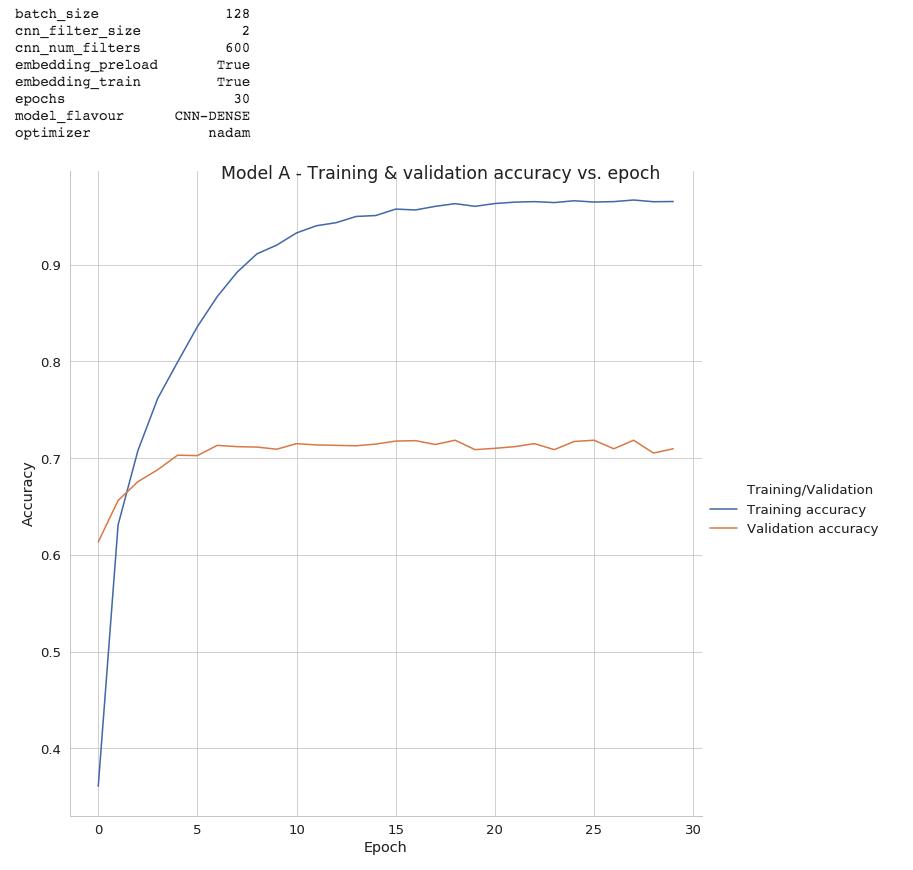 batch_size 128
cnn_filter_size 2
cnn_num_filters 600
embedding_preload True
embedding_train True
epochs 30
model_flavour CNN-DENSE
optimizer nadam
Model A - Training & validation accuracy vs. epoch
0.9
0.8
0.7
0.6
0.5
0.4
Accuracy
0 5 10 15 20 25 30
Epoch
Training/Validation
Training accuracy
Validation accuracy